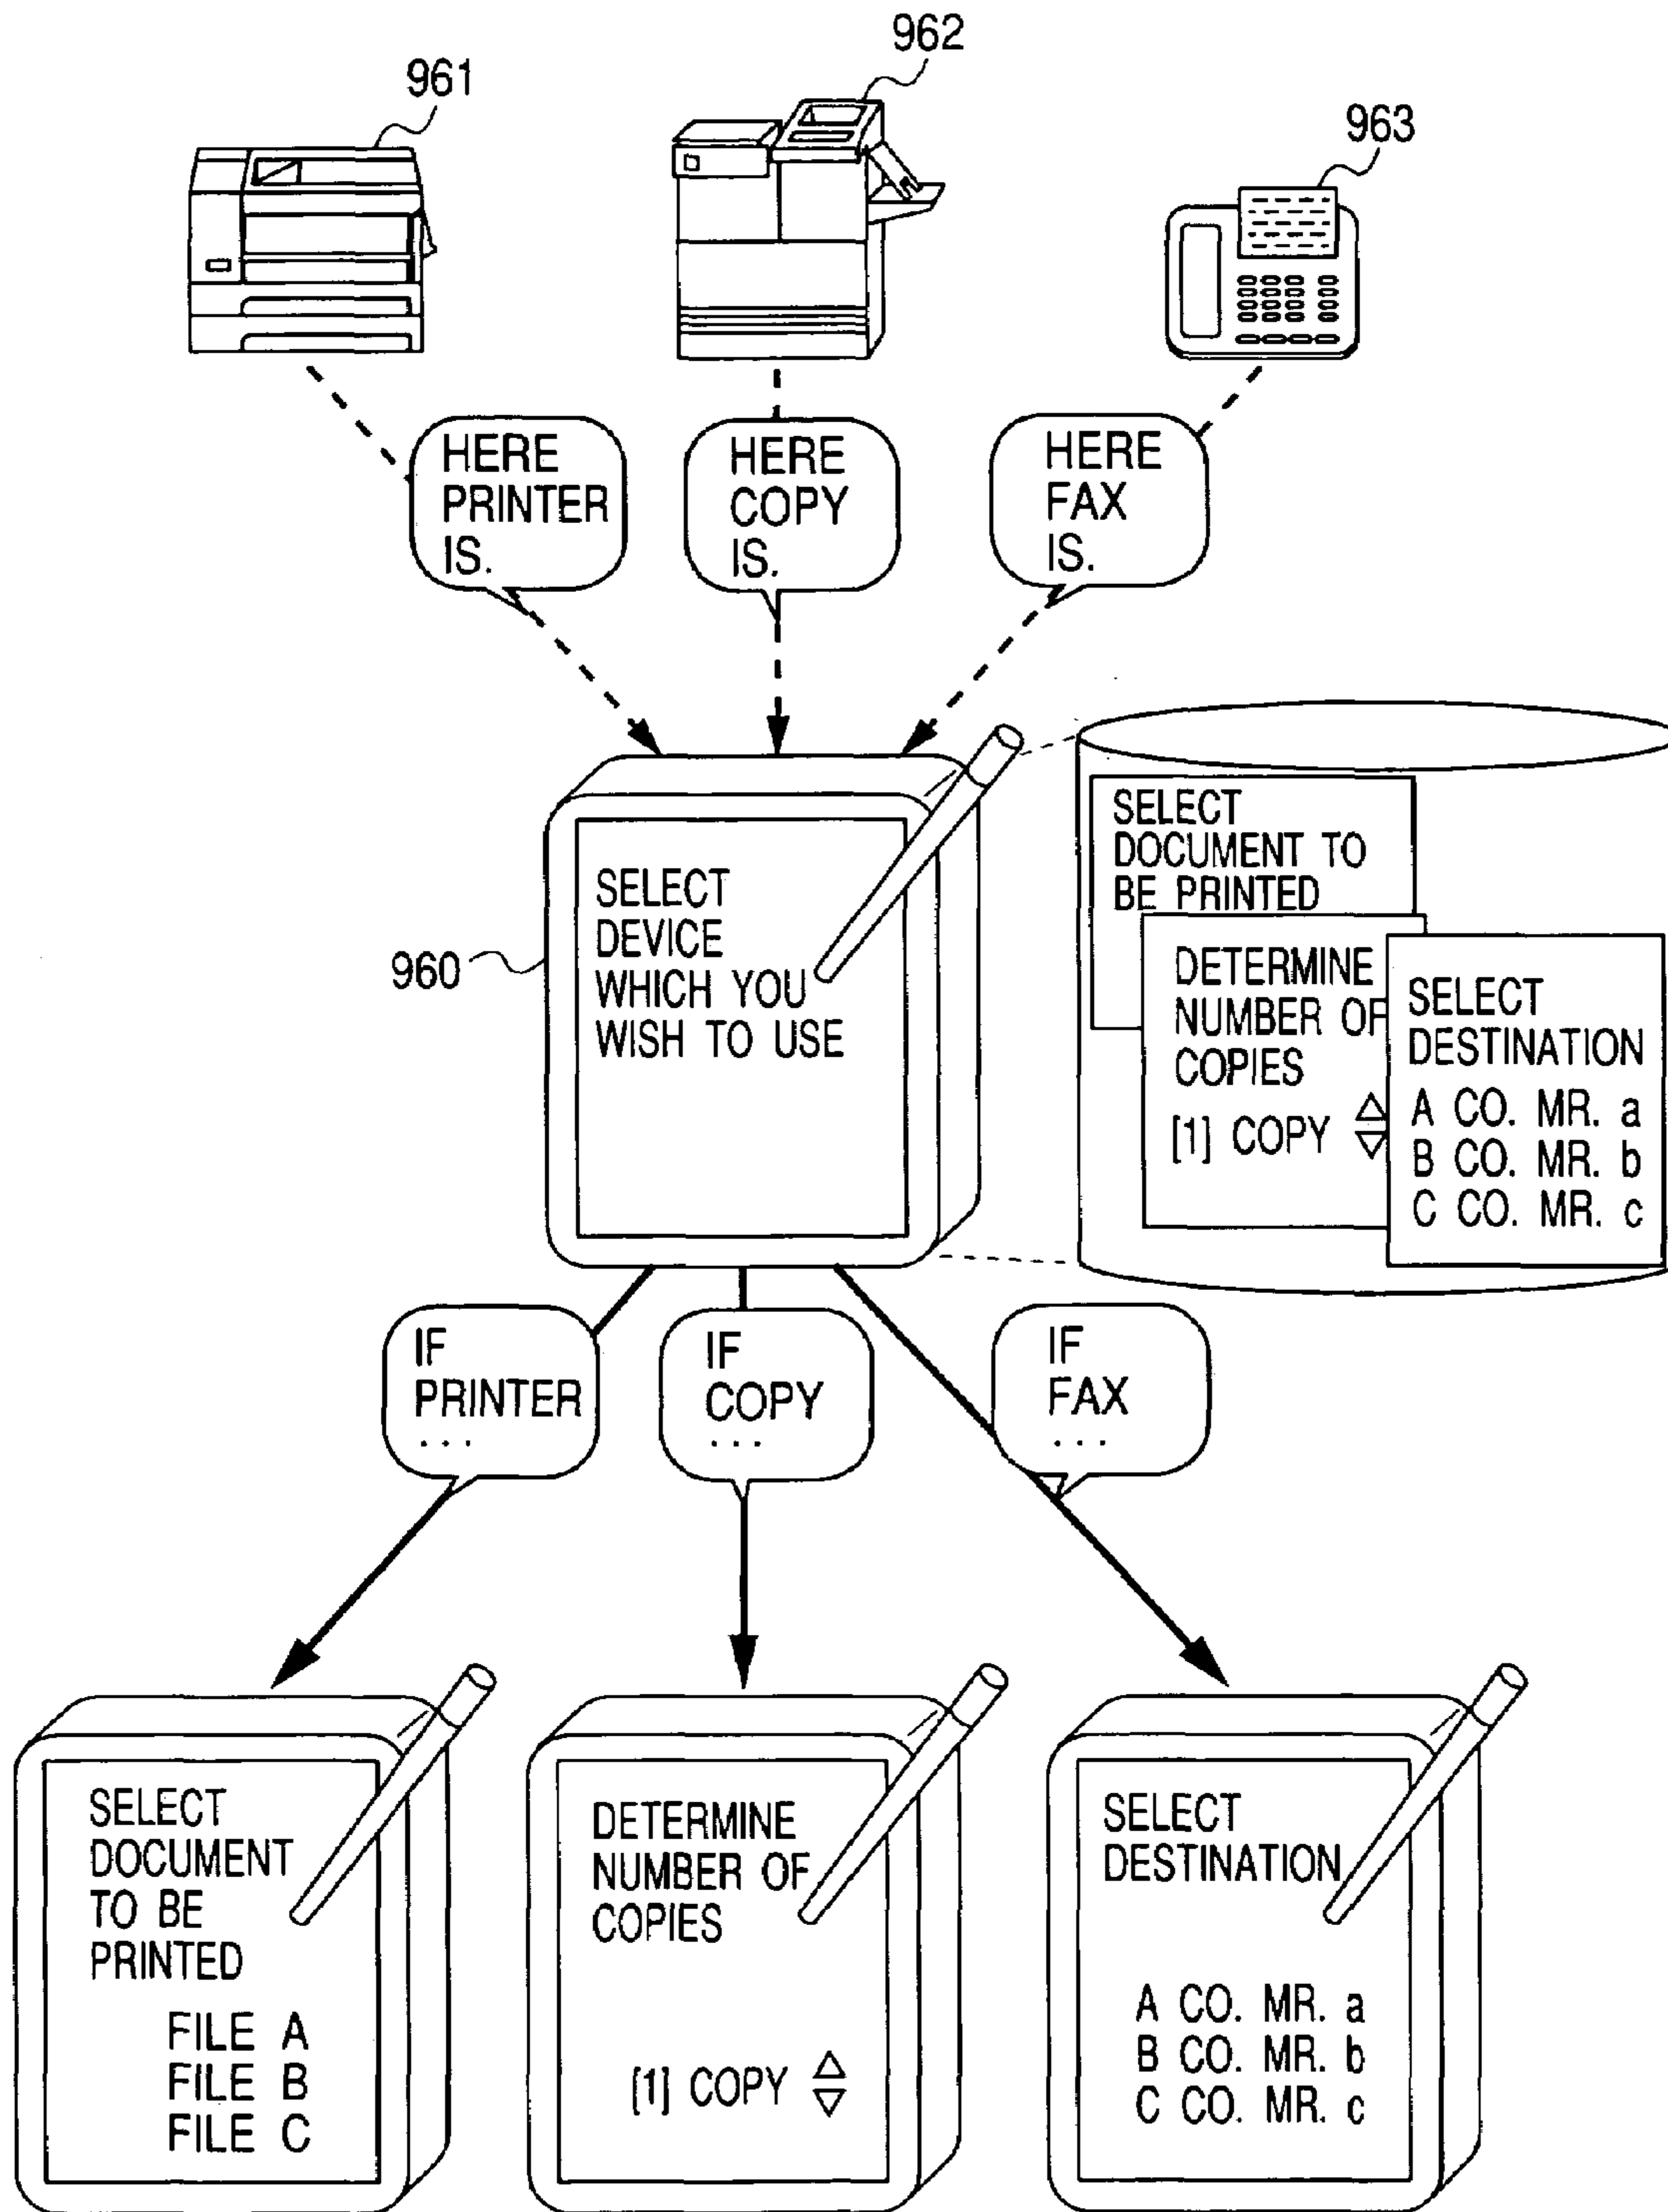 962
961
963
HERE
PRINTER
IS.
HERE
COPY
IS.
HERE
FAX
IS.
960
SELECT
DEVICE
WHICH YOU
WISH TO USE
SELECT
DOCUMENT TO
BE PRINTED
DETERMINE
NUMBER OF
COPIES
[1] COPY △▽
SELECT
DESTINATION
A CO. MR. a
B CO. MR. b
C CO. MR. c
IF
PRINTER
...
IF
COPY
...
IF
FAX
...
SELECT
DOCUMENT
TO BE
PRINTED
FILE A
FILE B
FILE C
DETERMINE
NUMBER OF
COPIES
[1] COPY △▽
SELECT
DESTINATION
A CO. MR. a
B CO. MR. b
C CO. MR. c